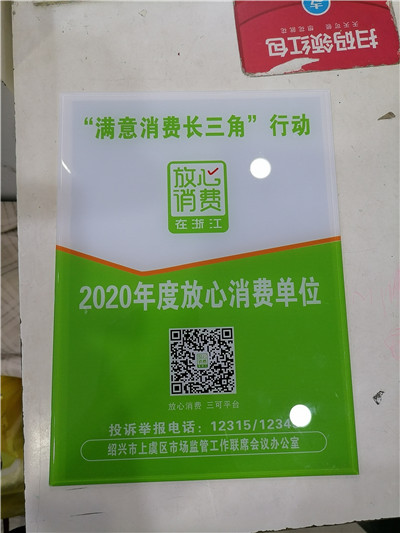 扫码领红包
“满意消费长三角”行动
放心
消费
在浙江
2020年度放心消费单位
放心消费 三可平台
投诉举报电话：12315/1234
绍兴市上虞区市场监管工作联席会议办公室